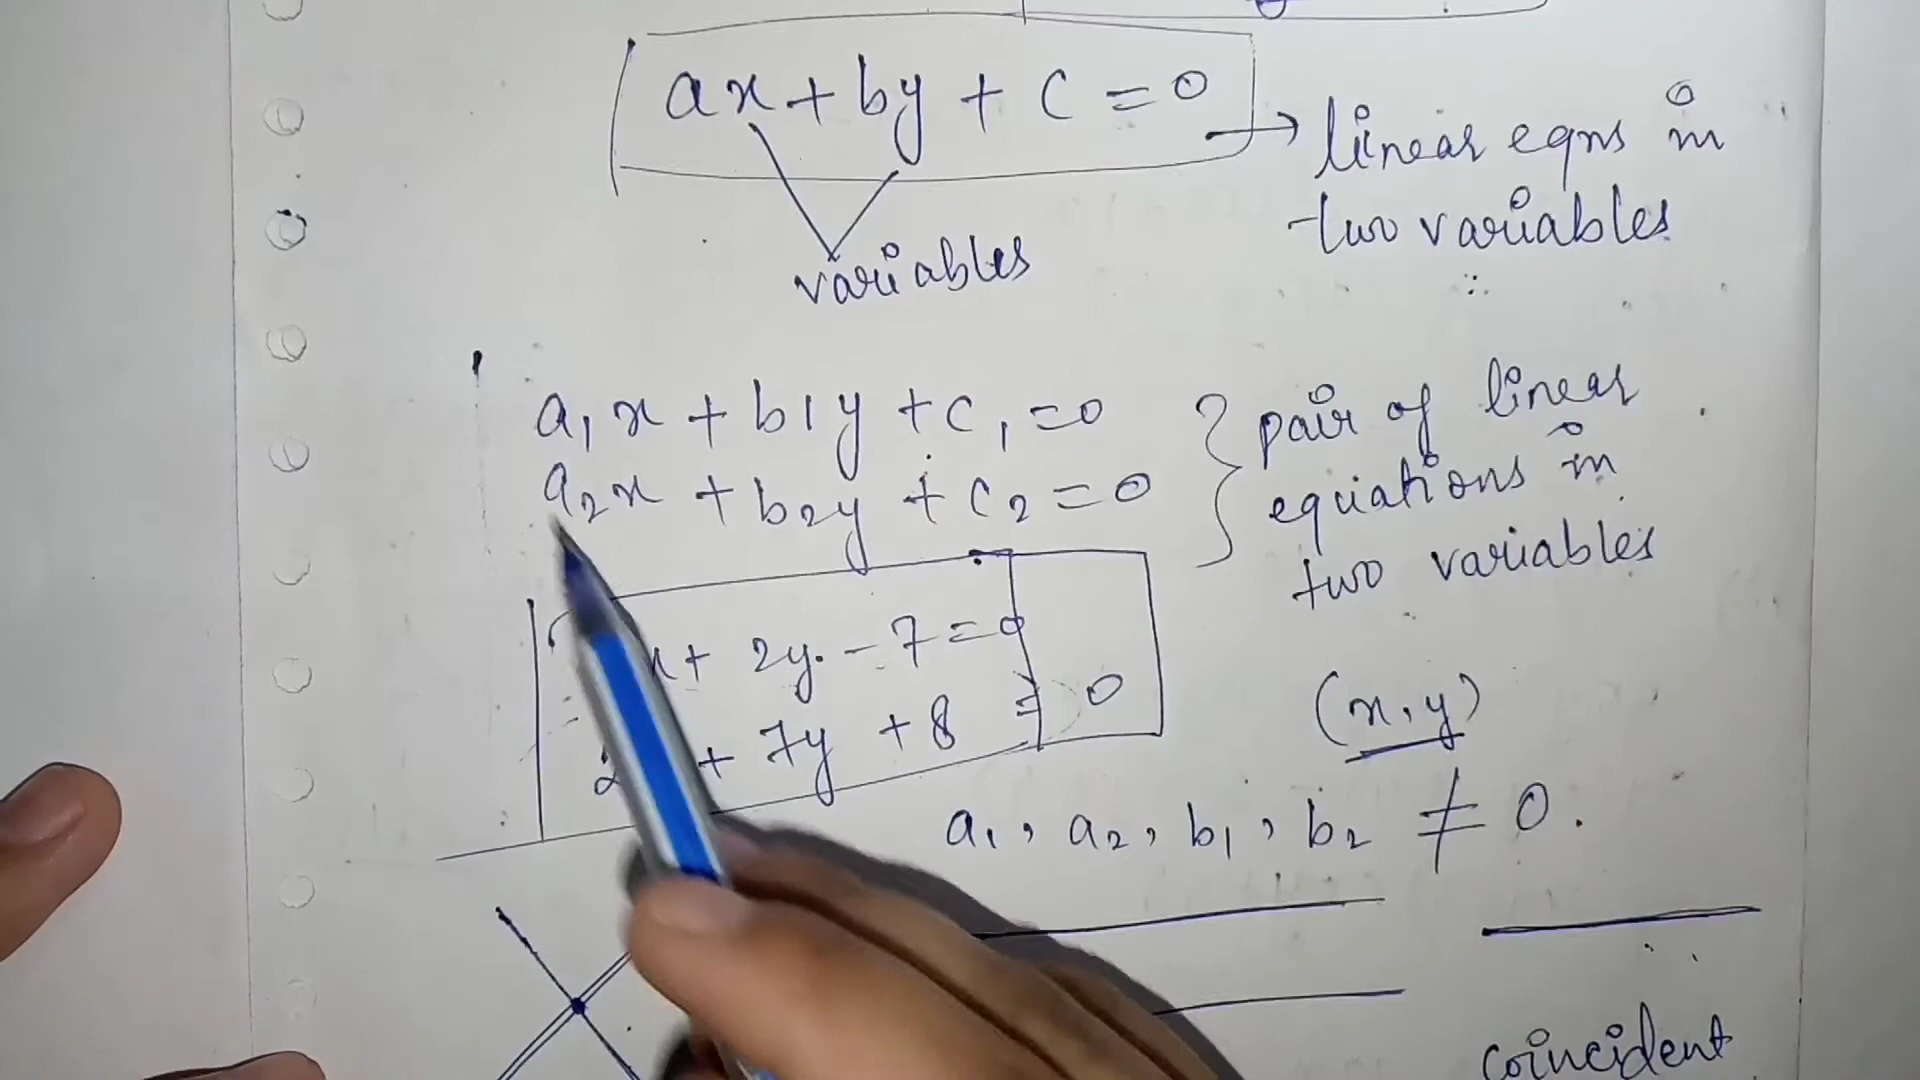 ax + by + c = 0
linear eqns in
two variables
variables
a₁x + b1y + c₁ = 0
a₂x + b₂y + c₂ = 0
pair of linear
equations in
two variables
x + 2y - 7 = 0
+ 7y + 8 = 0
(x, y)
a₁, a₂, b₁, b₂ ≠ 0.
coincident